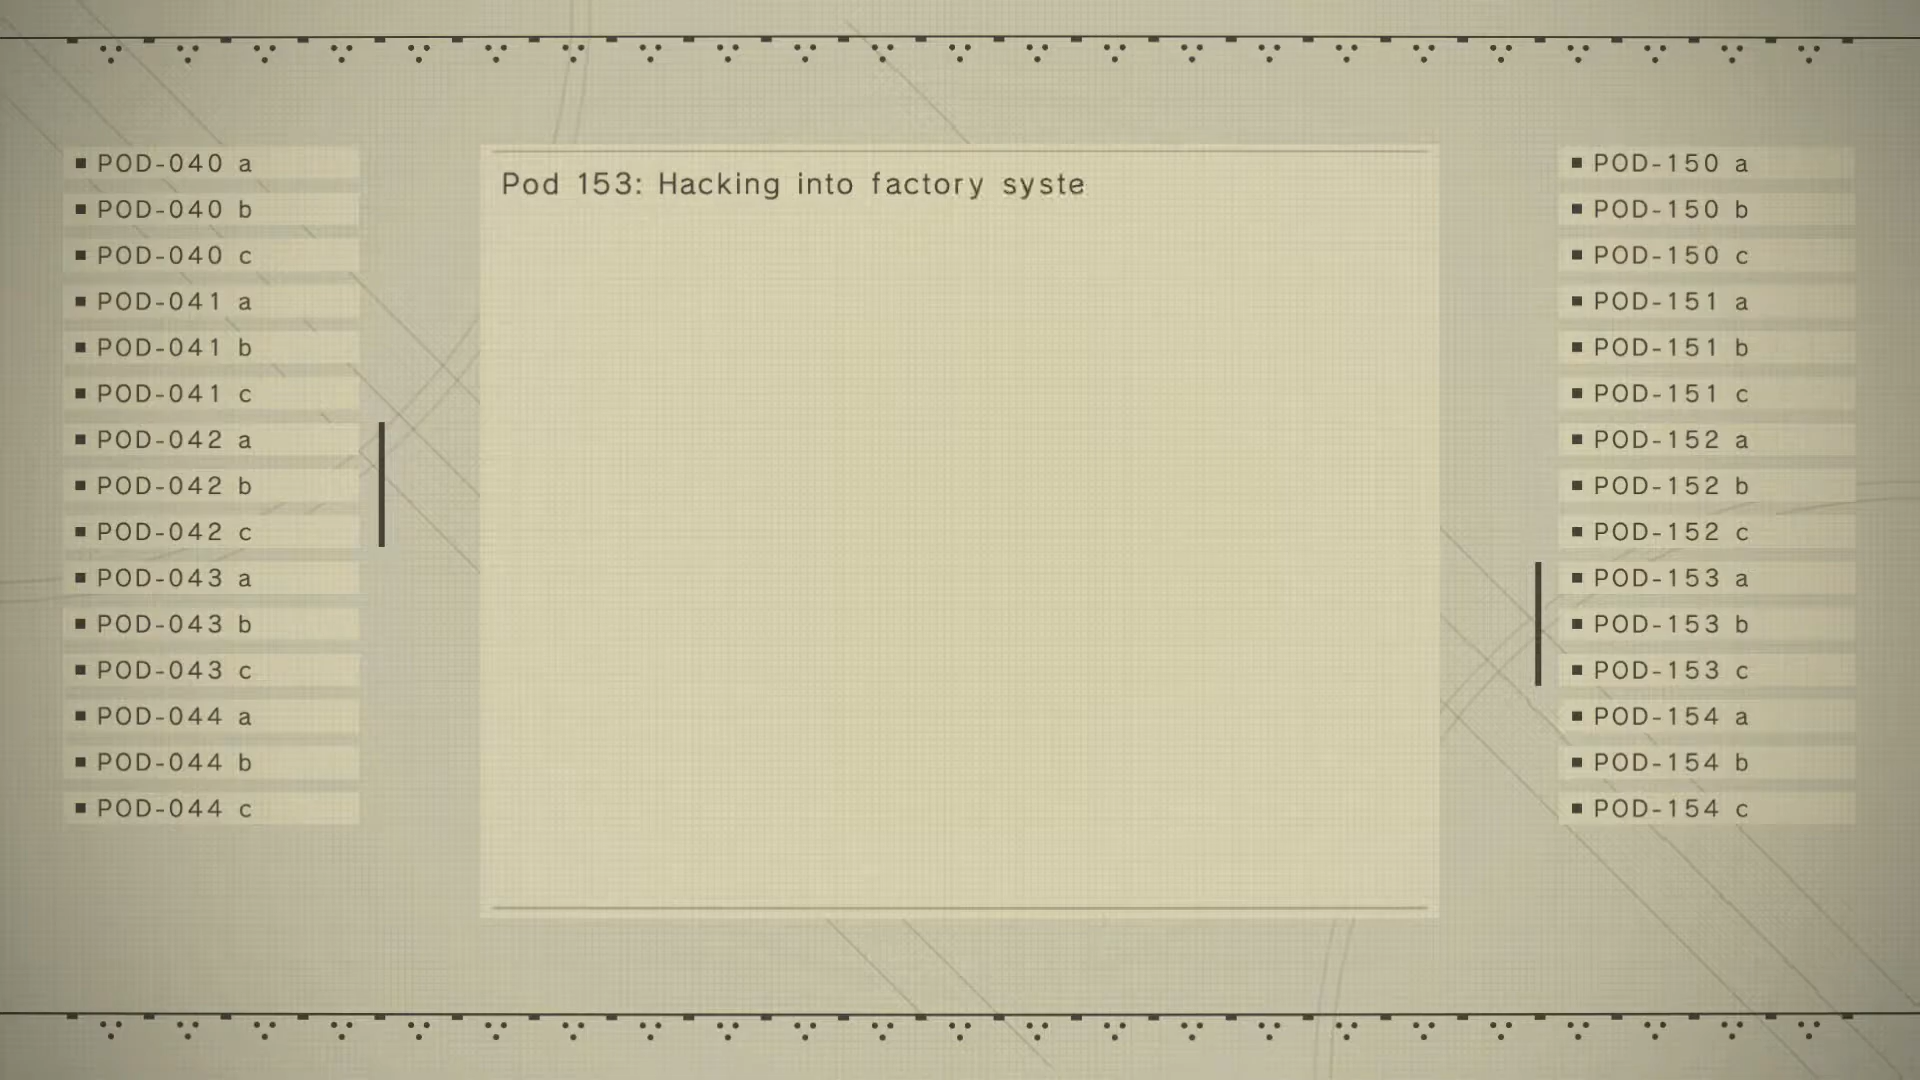 POD-040 a
POD-040 b
POD-040 c
POD-041 a
POD-041 b
POD-041 c
POD-042 a
POD-042 b
POD-042 c
POD-043 a
POD-043 b
POD-043 c
POD-044 a
POD-044 b
POD-044 c
Pod 153: Hacking into factory syste
POD-150 a
POD-150 b
POD-150 c
POD-151 a
POD-151 b
POD-151 c
POD-152 a
POD-152 b
POD-152 c
POD-153 a
POD-153 b
POD-153 c
POD-154 a
POD-154 b
POD-154 c